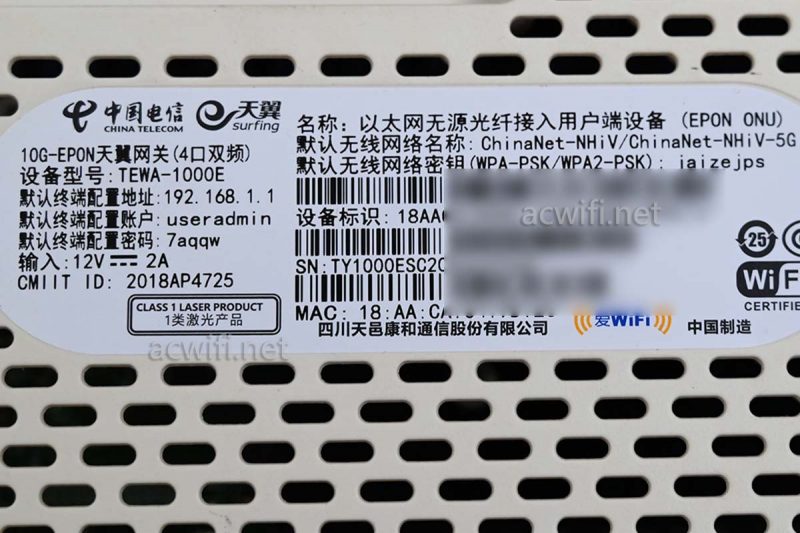 中国电信
CHINA TELECOM
天翼
surfing
10G-EPON天翼网关(4口双频)
设备型号:TEWA-1000E
默认终端配置地址:192.168.1.1
默认终端配置账户:useradmin
默认终端配置密码:7aqqw
输入:12V 2A
CMIIT ID: 2018AP4725
CLASS 1 LASER PRODUCT
1类激光产品
名称: 以太网无源光纤接入用户端设备 (EPON ONU)
默认无线网络名称: ChinaNet-NHiV/ChinaNet-NHiV-5G
默认无线网络密钥(WPA-PSK/WPA2-PSK): iaizejps
设备标识: 18AA
SN:TY1000ESC2
MAC: 18:AA:CA
四川天邑康和通信股份有限公司
爱WiFi
中国制造
25
WiFi
CERTIFIE
acwifi.net
acwifi.net